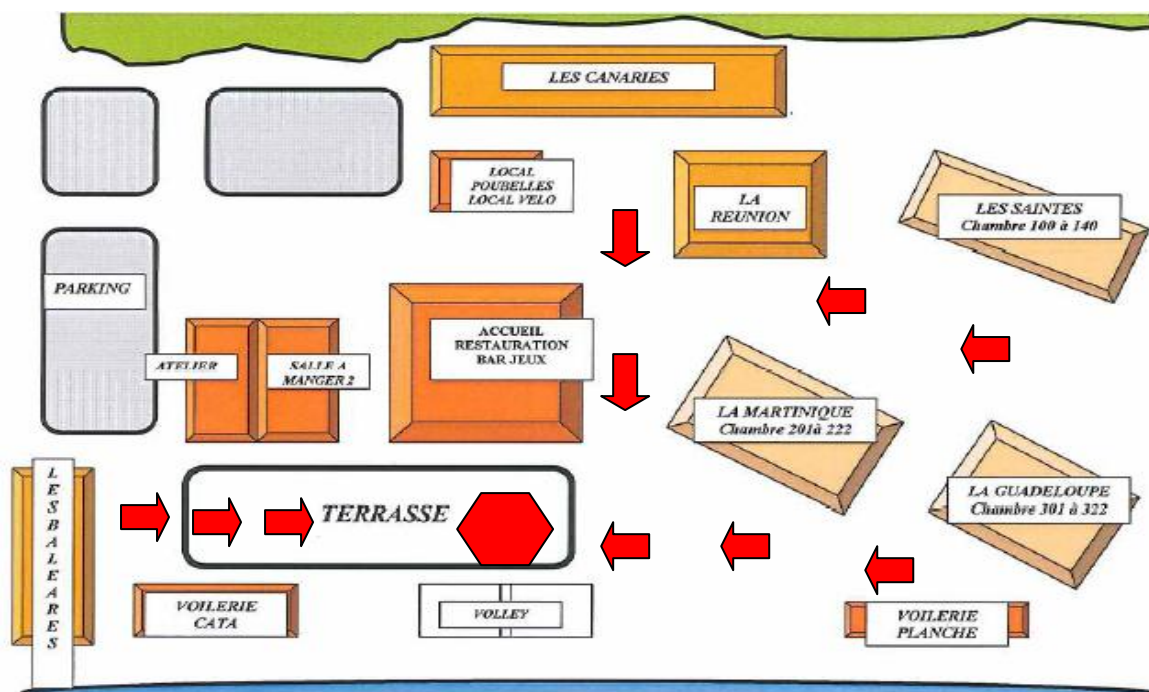 LES CANARIES
LOCAL
POUBELLES
LOCAL VELO
LA
REUNION
LES SAINTES
Chambre 100 à 140
PARKING
ACCUEIL
RESTAURATION
BAR JEUX
ATELIER
SALLE A
MANGER 2
LA MARTINIQUE
Chambre 201à 222
LA GUADELOUPE
Chambre 301 à 322
LES BALEARES
TERRASSE
VOILERIE
CATA
VOLLEY
VOILERIE
PLANCHE